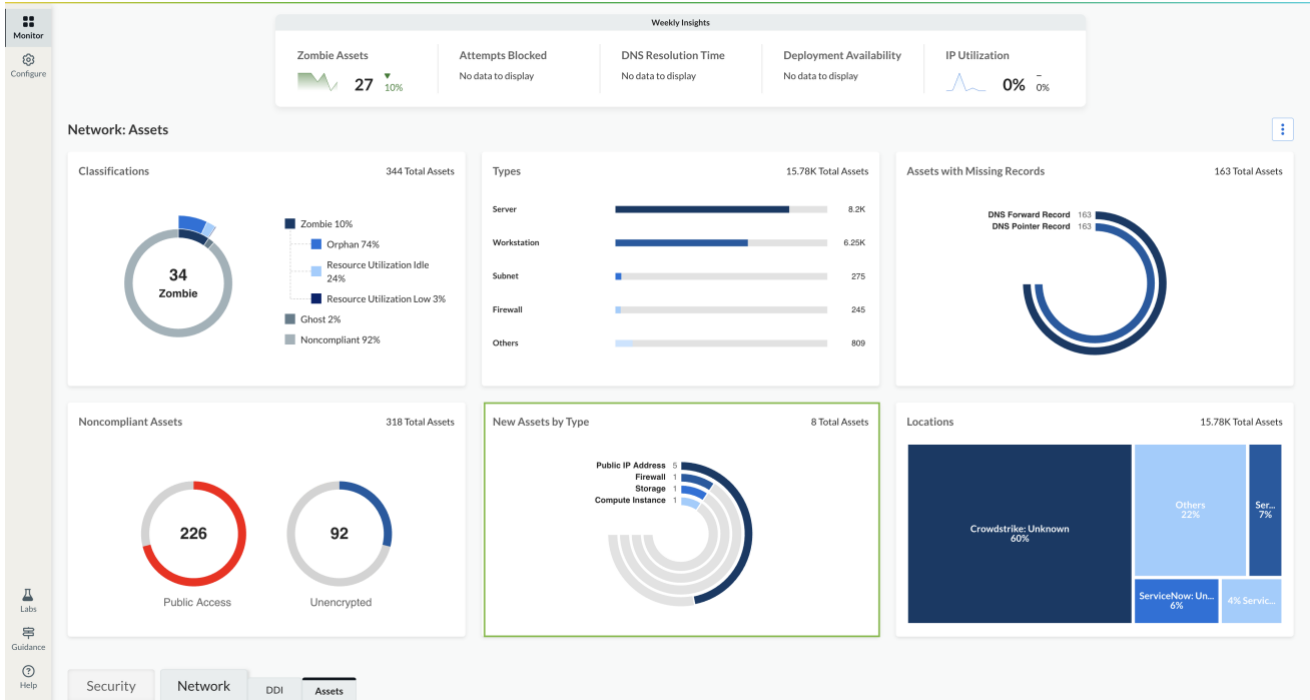 Monitor
Configure
Labs
Guidance
Help
Weekly Insights
Zombie Assets
27 10%
Attempts Blocked
No data to display
DNS Resolution Time
No data to display
Deployment Availability
No data to display
IP Utilization
0% 0%
Network: Assets
Classifications 344 Total Assets
34
Zombie
Zombie 10%
Orphan 74%
Resource Utilization Idle
24%
Resource Utilization Low 3%
Ghost 2%
Noncompliant 92%
Types 15.78K Total Assets
Server 8.2K
Workstation 6.25K
Subnet 275
Firewall 245
Others 809
Assets with Missing Records 163 Total Assets
DNS Forward Record 163
DNS Pointer Record 163
Noncompliant Assets 318 Total Assets
226
Public Access
92
Unencrypted
New Assets by Type 8 Total Assets
Public IP Address 5
Firewall 1
Storage 1
Compute Instance 1
Locations 15.78K Total Assets
Crowdstrike: Unknown
60%
Others
22%
Ser...
7%
ServiceNow: Un...
6%
4% Servic...
Security
Network
DDI
Assets